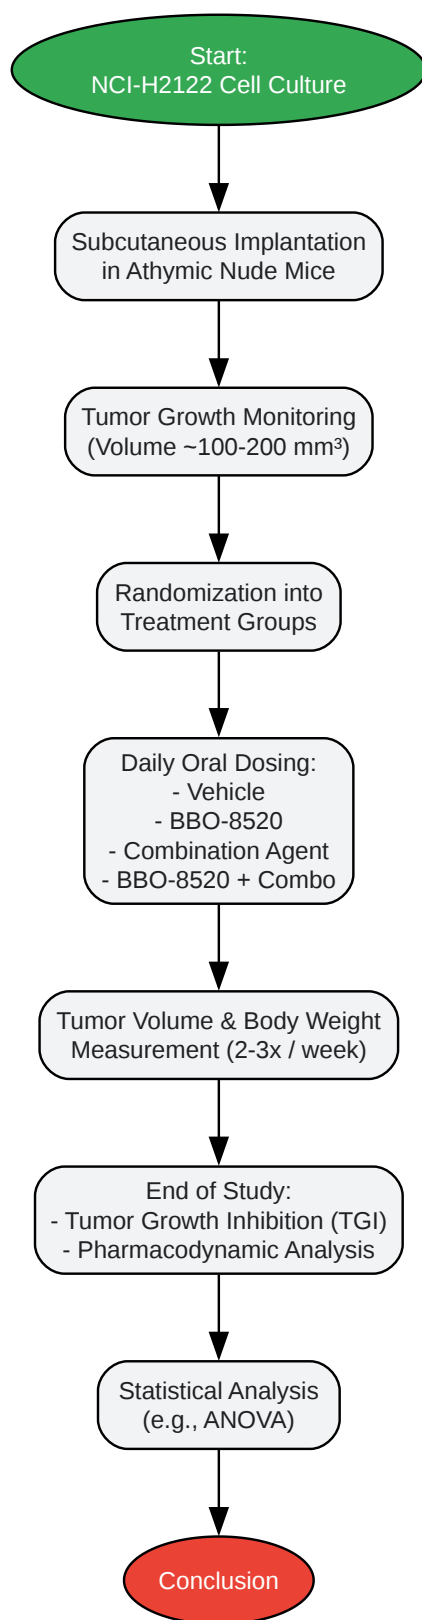 Start:
NCI-H2122 Cell Culture
Subcutaneous Implantation
in Athymic Nude Mice
Tumor Growth Monitoring
(Volume ~100-200 mm³)
Randomization into
Treatment Groups
Daily Oral Dosing:
- Vehicle
- BBO-8520
- Combination Agent
- BBO-8520 + Combo
Tumor Volume & Body Weight
Measurement (2-3x / week)
End of Study:
- Tumor Growth Inhibition (TGI)
- Pharmacodynamic Analysis
Statistical Analysis
(e.g., ANOVA)
Conclusion